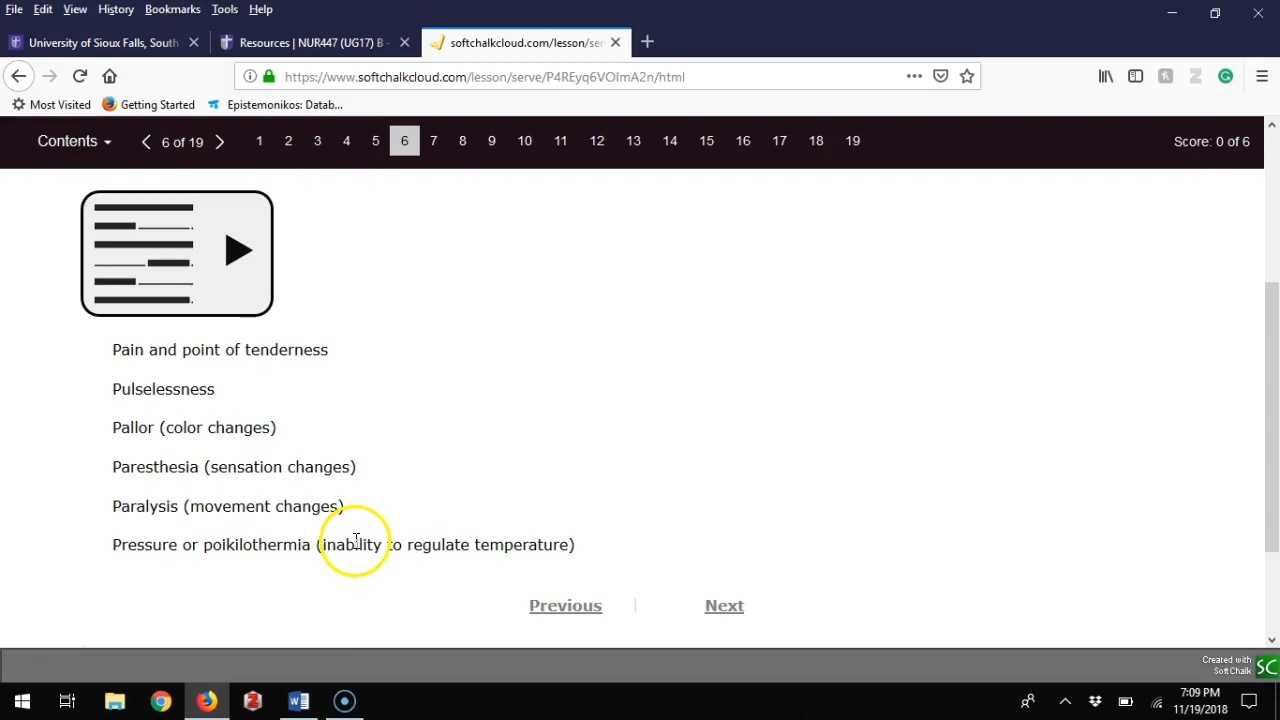 File Edit View History Bookmarks Tools Help
University of Sioux Falls, South
Resources | NUR447 (UG17) B -
softchalkcloud.com/lesson/ser
https://www.softchalkcloud.com/lesson/serve/P4REyq6VOImA2n/html
Most Visited Getting Started Epistemonikos: Datab...
Contents 6 of 19 1 2 3 4 5 6 7 8 9 10 11 12 13 14 15 16 17 18 19 Score: 0 of 6
Pain and point of tenderness
Pulselessness
Pallor (color changes)
Paresthesia (sensation changes)
Paralysis (movement changes)
Pressure or poikilothermia (inability to regulate temperature)
Previous | Next
Created with
SoftChalk SC
7:09 PM
11/19/2018